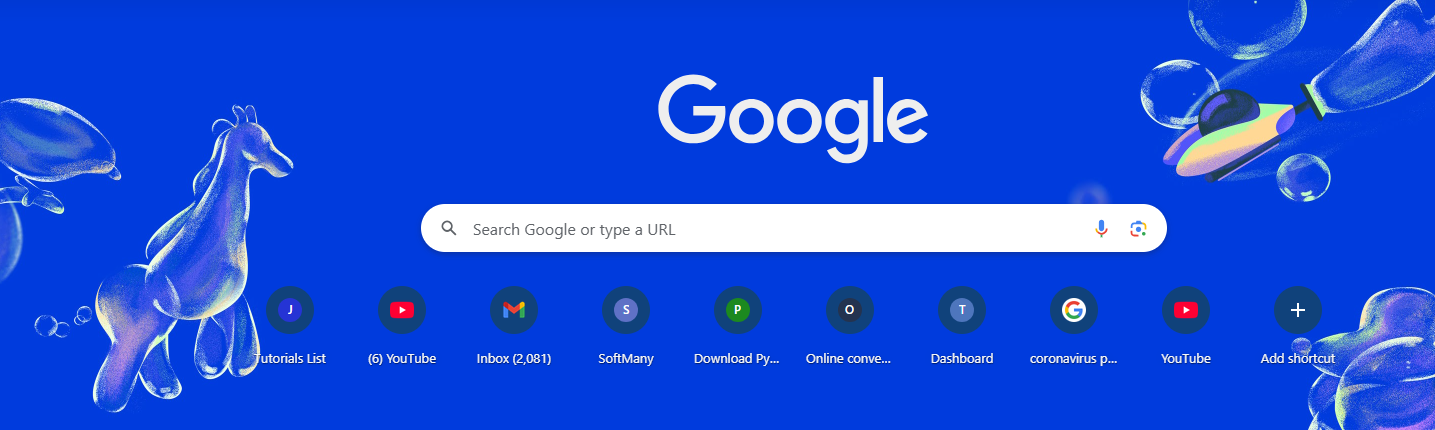 Google
Search Google or type a URL
J
S
P
O
T
Tutorials List
(6) YouTube
Inbox (2,081)
SoftMany
Download Py...
Online conve...
Dashboard
coronavirus p...
YouTube
Add shortcut